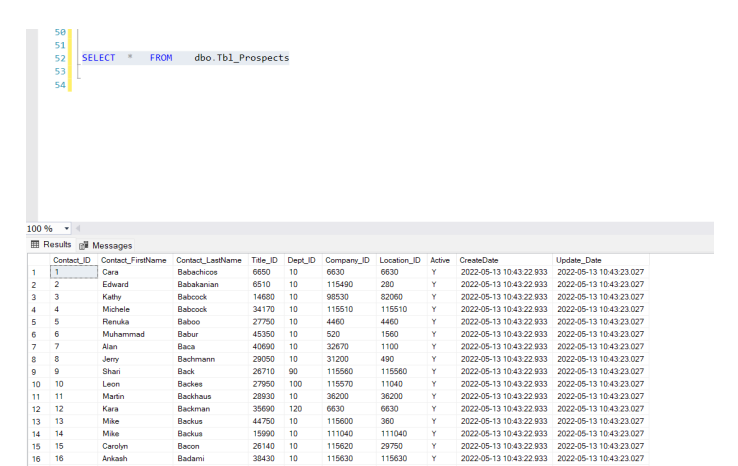 50
51
52 SELECT * FROM dbo.Tbl_Prospects
53
54
100 %
Results Messages
Contact_ID Contact_FirstName Contact_LastName Title_ID Dept_ID Company_ID Location_ID Active CreateDate Update_Date
1 1 Cara Babachicos 6650 10 6630 6630 Y 2022-05-13 10:43:22.933 2022-05-13 10:43:23.027
2 2 Edward Babakanian 6510 10 115490 280 Y 2022-05-13 10:43:22.933 2022-05-13 10:43:23.027
3 3 Kathy Babcock 14680 10 98530 82060 Y 2022-05-13 10:43:22.933 2022-05-13 10:43:23.027
4 4 Michele Babcock 34170 10 115510 115510 Y 2022-05-13 10:43:22.933 2022-05-13 10:43:23.027
5 5 Renuka Baboo 27750 10 4460 4460 Y 2022-05-13 10:43:22.933 2022-05-13 10:43:23.027
6 6 Muhammad Babur 45350 10 520 1560 Y 2022-05-13 10:43:22.933 2022-05-13 10:43:23.027
7 7 Alan Baca 40690 10 32670 1100 Y 2022-05-13 10:43:22.933 2022-05-13 10:43:23.027
8 8 Jerry Bachmann 29050 10 31200 490 Y 2022-05-13 10:43:22.933 2022-05-13 10:43:23.027
9 9 Shari Back 26710 90 115560 115560 Y 2022-05-13 10:43:22.933 2022-05-13 10:43:23.027
10 10 Leon Backes 27950 100 115570 11040 Y 2022-05-13 10:43:22.933 2022-05-13 10:43:23.027
11 11 Martin Backhaus 28930 10 36200 36200 Y 2022-05-13 10:43:22.933 2022-05-13 10:43:23.027
12 12 Kara Backman 35690 120 6630 6630 Y 2022-05-13 10:43:22.933 2022-05-13 10:43:23.027
13 13 Mike Backus 44750 10 115600 360 Y 2022-05-13 10:43:22.933 2022-05-13 10:43:23.027
14 14 Mike Backus 15990 10 111040 111040 Y 2022-05-13 10:43:22.933 2022-05-13 10:43:23.027
15 15 Carolyn Bacon 26140 10 115620 29750 Y 2022-05-13 10:43:22.933 2022-05-13 10:43:23.027
16 16 Ankash Badami 38430 10 115630 115630 Y 2022-05-13 10:43:22.933 2022-05-13 10:43:23.027